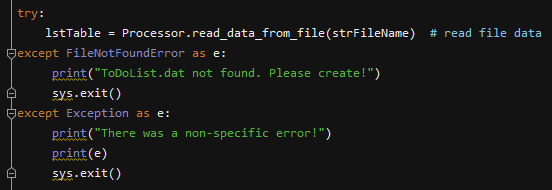 try:
    lstTable = Processor.read_data_from_file(strFileName)  # read file data
except FileNotFoundError as e:
    print("ToDoList.dat not found. Please create!")
    sys.exit()
except Exception as e:
    print("There was a non-specific error!")
    print(e)
    sys.exit()